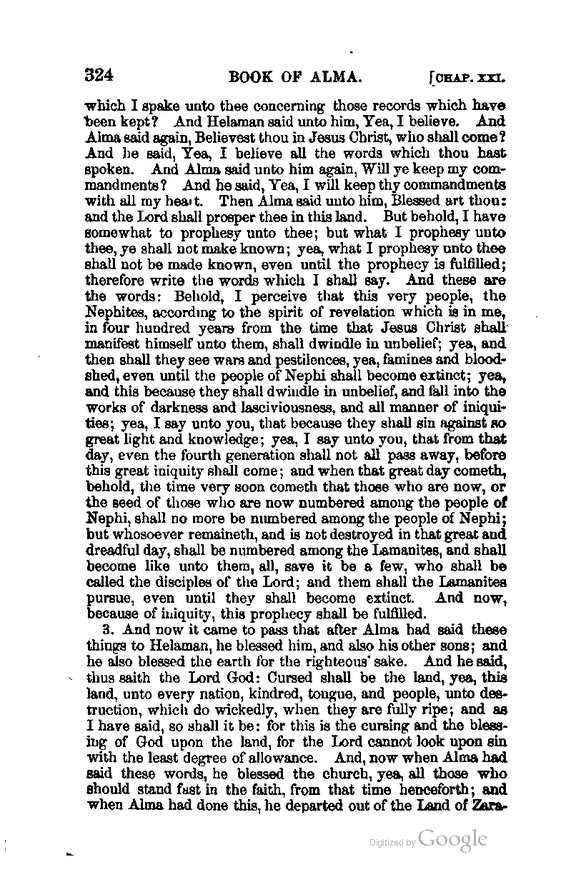 324 BOOK OF ALMA. [CHAP. XXI.
which I spake unto thee concerning those records which have
been kept? And Helaman said unto him, Yea, I believe. And
Alma said again, Believest thou in Jesus Christ, who shall come?
And he said, Yea, I believe all the words which thou hast
spoken. And Alma said unto him again, Will ye keep my com-
mandments? And he said, Yea, I will keep thy commandments
with all my heart. Then Alma said unto him, Blessed art thou:
and the Lord shall prosper thee in this land. But behold, I have
somewhat to prophesy unto thee; but what I prophesy unto
thee, ye shall not make known; yea, what I prophesy unto thee
shall not be made known, even until the prophecy is fulfilled;
therefore write the words which I shall say. And these are
the words: Behold, I perceive that this very people, the
Nephites, according to the spirit of revelation which is in me,
in four hundred years from the time that Jesus Christ shall
manifest himself unto them, shall dwindle in unbelief; yea, and
then shall they see wars and pestilences, yea, famines and blood-
shed, even until the people of Nephi shall become extinct; yea,
and this because they shall dwindle in unbelief, and fall into the
works of darkness and lasciviousness, and all manner of iniqui-
ties; yea, I say unto you, that because they shall sin against so
great light and knowledge; yea, I say unto you, that from that
day, even the fourth generation shall not all pass away, before
this great iniquity shall come; and when that great day cometh,
behold, the time very soon cometh that those who are now, or
the seed of those who are now numbered among the people of
Nephi, shall no more be numbered among the people of Nephi;
but whosoever remaineth, and is not destroyed in that great and
dreadful day, shall be numbered among the Lamanites, and shall
become like unto them, all, save it be a few, who shall be
called the disciples of the Lord; and them shall the Lamanites
pursue, even until they shall become extinct. And now,
because of iniquity, this prophecy shall be fulfilled.
3. And now it came to pass that after Alma had said these
things to Helaman, he blessed him, and also his other sons; and
he also blessed the earth for the righteous' sake. And he said,
thus saith the Lord God: Cursed shall be the land, yea, this
land, unto every nation, kindred, tongue, and people, unto des-
truction, which do wickedly, when they are fully ripe; and as
I have said, so shall it be: for this is the cursing and the bless-
ing of God upon the land, for the Lord cannot look upon sin
with the least degree of allowance. And, now when Alma had
said these words, he blessed the church, yea, all those who
should stand fast in the faith, from that time henceforth; and
when Alma had done this, he departed out of the Land of Zara-
Digitized by Google